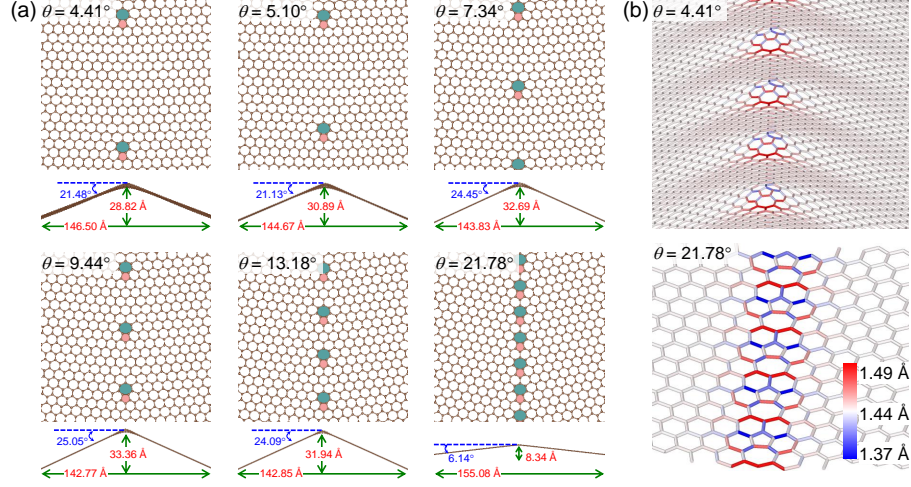 (a)
θ = 4.41°
θ = 5.10°
θ = 7.34°
21.48°
28.82 Å
146.50 Å
21.13°
30.89 Å
144.67 Å
24.45°
32.69 Å
143.83 Å
θ = 9.44°
θ = 13.18°
θ = 21.78°
25.05°
33.36 Å
142.77 Å
24.09°
31.94 Å
142.85 Å
6.14°
8.34 Å
155.08 Å
(b)
θ = 4.41°
θ = 21.78°
1.49 Å
1.44 Å
1.37 Å